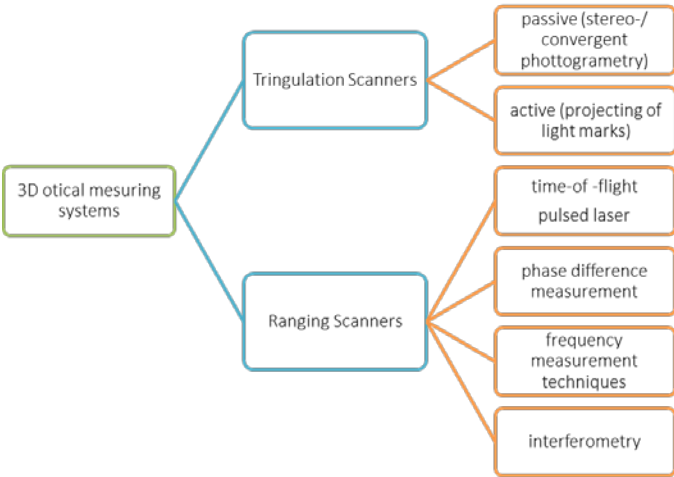 passive (stereo-/
convergent
phottogrametry)
Tringulation Scanners
active (projecting of
light marks)
3D otical mesuring
systems
time-of -flight
pulsed laser
phase difference
measurement
Ranging Scanners
frequency
measurement
techniques
interferometry